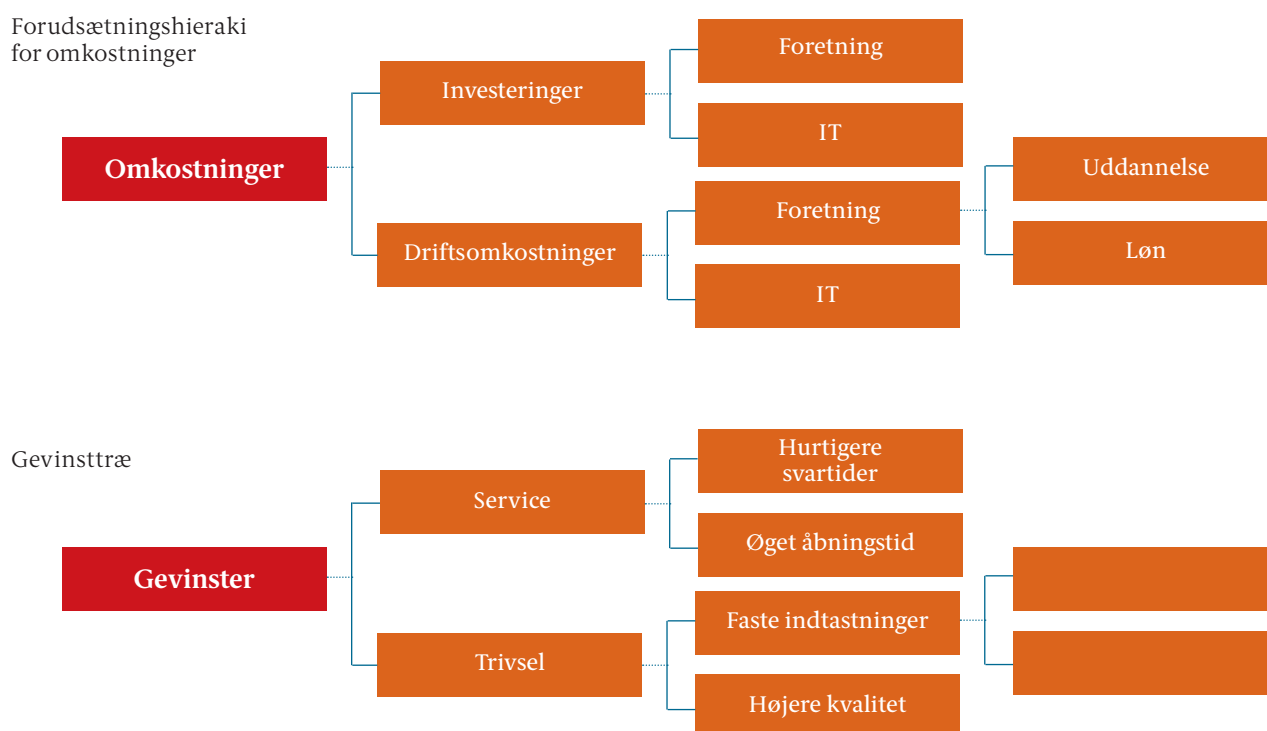 Forudsætningshieraki
for omkostninger
Omkostninger
Investeringer
Driftsomkostninger
Foretning
IT
Foretning
IT
Uddannelse
Løn
Gevinsttræ
Gevinster
Service
Trivsel
Hurtigere
svartider
Øget åbningstid
Faste indtastninger
Højere kvalitet